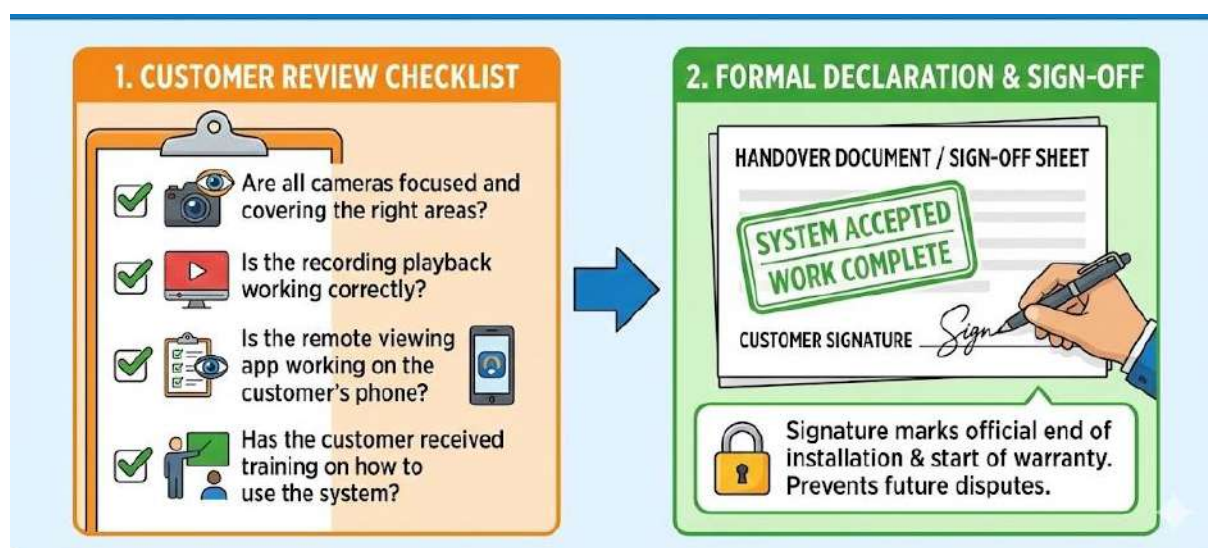 1. CUSTOMER REVIEW CHECKLIST
Are all cameras focused and
covering the right areas?
Is the recording playback
working correctly?
Is the remote viewing
app working on the
customer's phone?
Has the customer received
training on how to
use the system?
2. FORMAL DECLARATION & SIGN-OFF
HANDOVER DOCUMENT / SIGN-OFF SHEET
SYSTEM ACCEPTED
WORK COMPLETE
CUSTOMER SIGNATURE Sign
Signature marks official end of
installation & start of warranty.
Prevents future disputes.